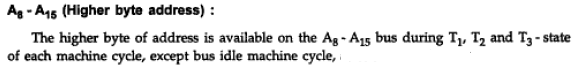 A₈ - A₁₅ (Higher byte address) :
The higher byte of address is available on the A₈ - A₁₅ bus during T₁, T₂ and T₃ - state
of each machine cycle, except bus idle machine cycle,